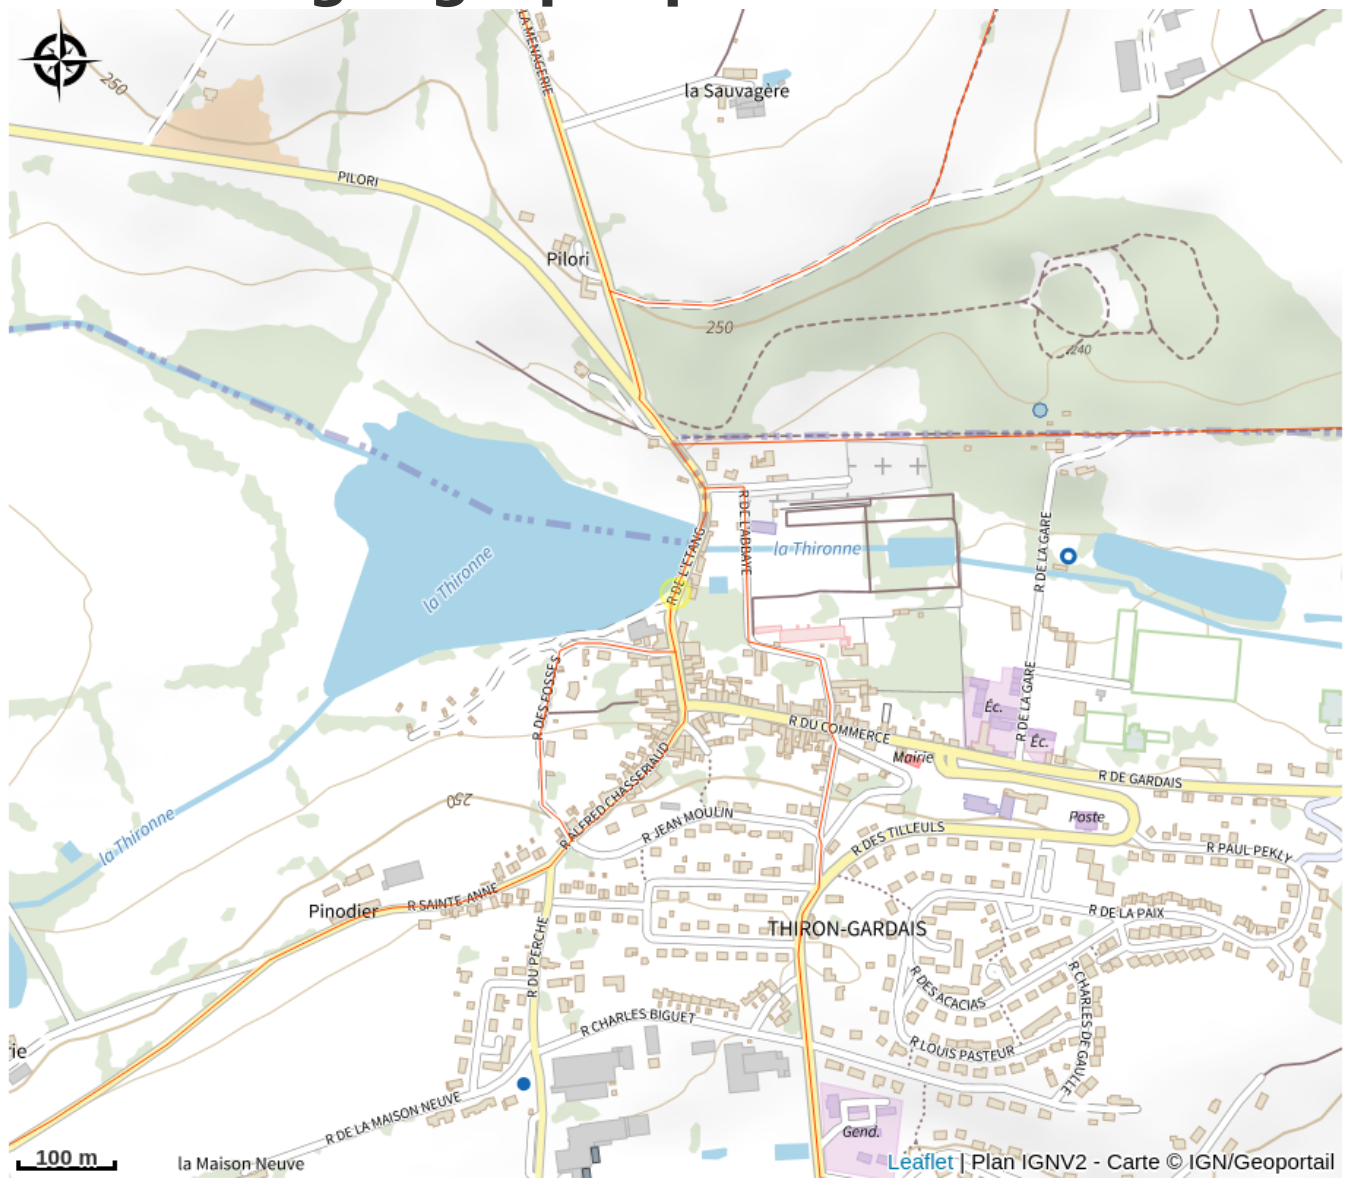 250
LA MENAGERIE
la Sauvagère
PILORI
Pilori
250
240
R DE L'ETANG
R DE L'ABBAYE
la Thironne
la Thironne
R DE LA GARE
R DES FOSSES
R DE LA GARE
Éc.
Éc.
R DU COMMERCE
Mairie
R DE GARDAIS
R ALFRED CHASSERIAUD
250
la Thironne
R JEAN MOULIN
R DES TILLEULS
Poste
R PAUL PEKLY
R SAINTE ANNE
Pinodier
THIRON-GARDAIS
R DE LA PAIX
R DU PERCHE
R DES ACACIAS
R CHARLES DE GAULLE
R CHARLES BIGUET
R LOUIS PASTEUR
rie
R DE LA MAISON NEUVE
Gend.
100 m
la Maison Neuve
Leaflet | Plan IGNV2 - Carte © IGN/Geoportail